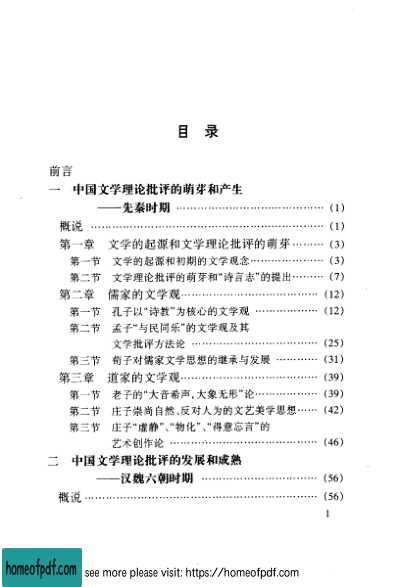 目 录
前言
一 中国文学理论批评的萌芽和产生
——先秦时期 …………………………… (1)
概说 ……………………………………………… (1)
第一章 文学的起源和文学理论批评的萌芽……… (3)
第一节 文学的起源和初期的文学观念…………… (3)
第二节 文学理论批评的萌芽和“诗言志”的提出……… (7)
第二章 儒家的文学观………………………… (12)
第一节 孔子以“诗教”为核心的文学观 …………… (12)
第二节 孟子“与民同乐”的文学观及其
文学批评方法论 ………………………… (25)
第三节 荀子对儒家文学思想的继承与发展 ………… (31)
第三章 道家的文学观………………………… (39)
第一节 老子的“大音希声,大象无形”论…………… (39)
第二节 庄子崇尚自然、反对人为的文艺美学思想…… (42)
第三节 庄子“虚静”、“物化”、“得意忘言”的
艺术创作论 ……………………………… (46)
二 中国文学理论批评的发展和成熟
——汉魏六朝时期 ……………………… (56)
概说……………………………………………… (56)
1
homeofpdf.com
see more please visit: https://homeofpdf.com